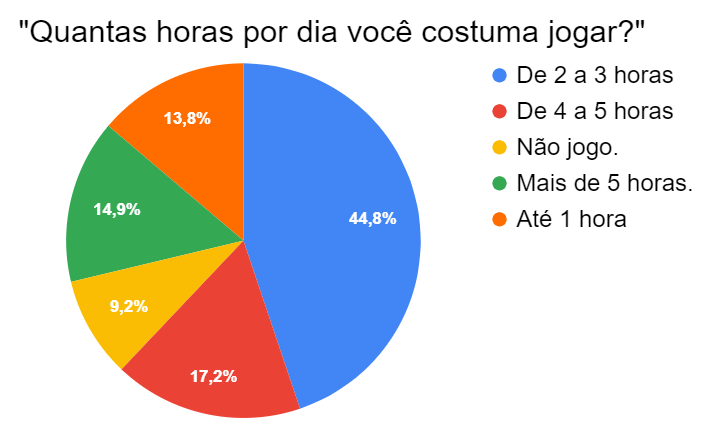 "Quantas horas por dia você costuma jogar?"
De 2 a 3 horas
De 4 a 5 horas
Não jogo.
Mais de 5 horas.
Até 1 hora
13,8%
14,9%
44,8%
9,2%
17,2%